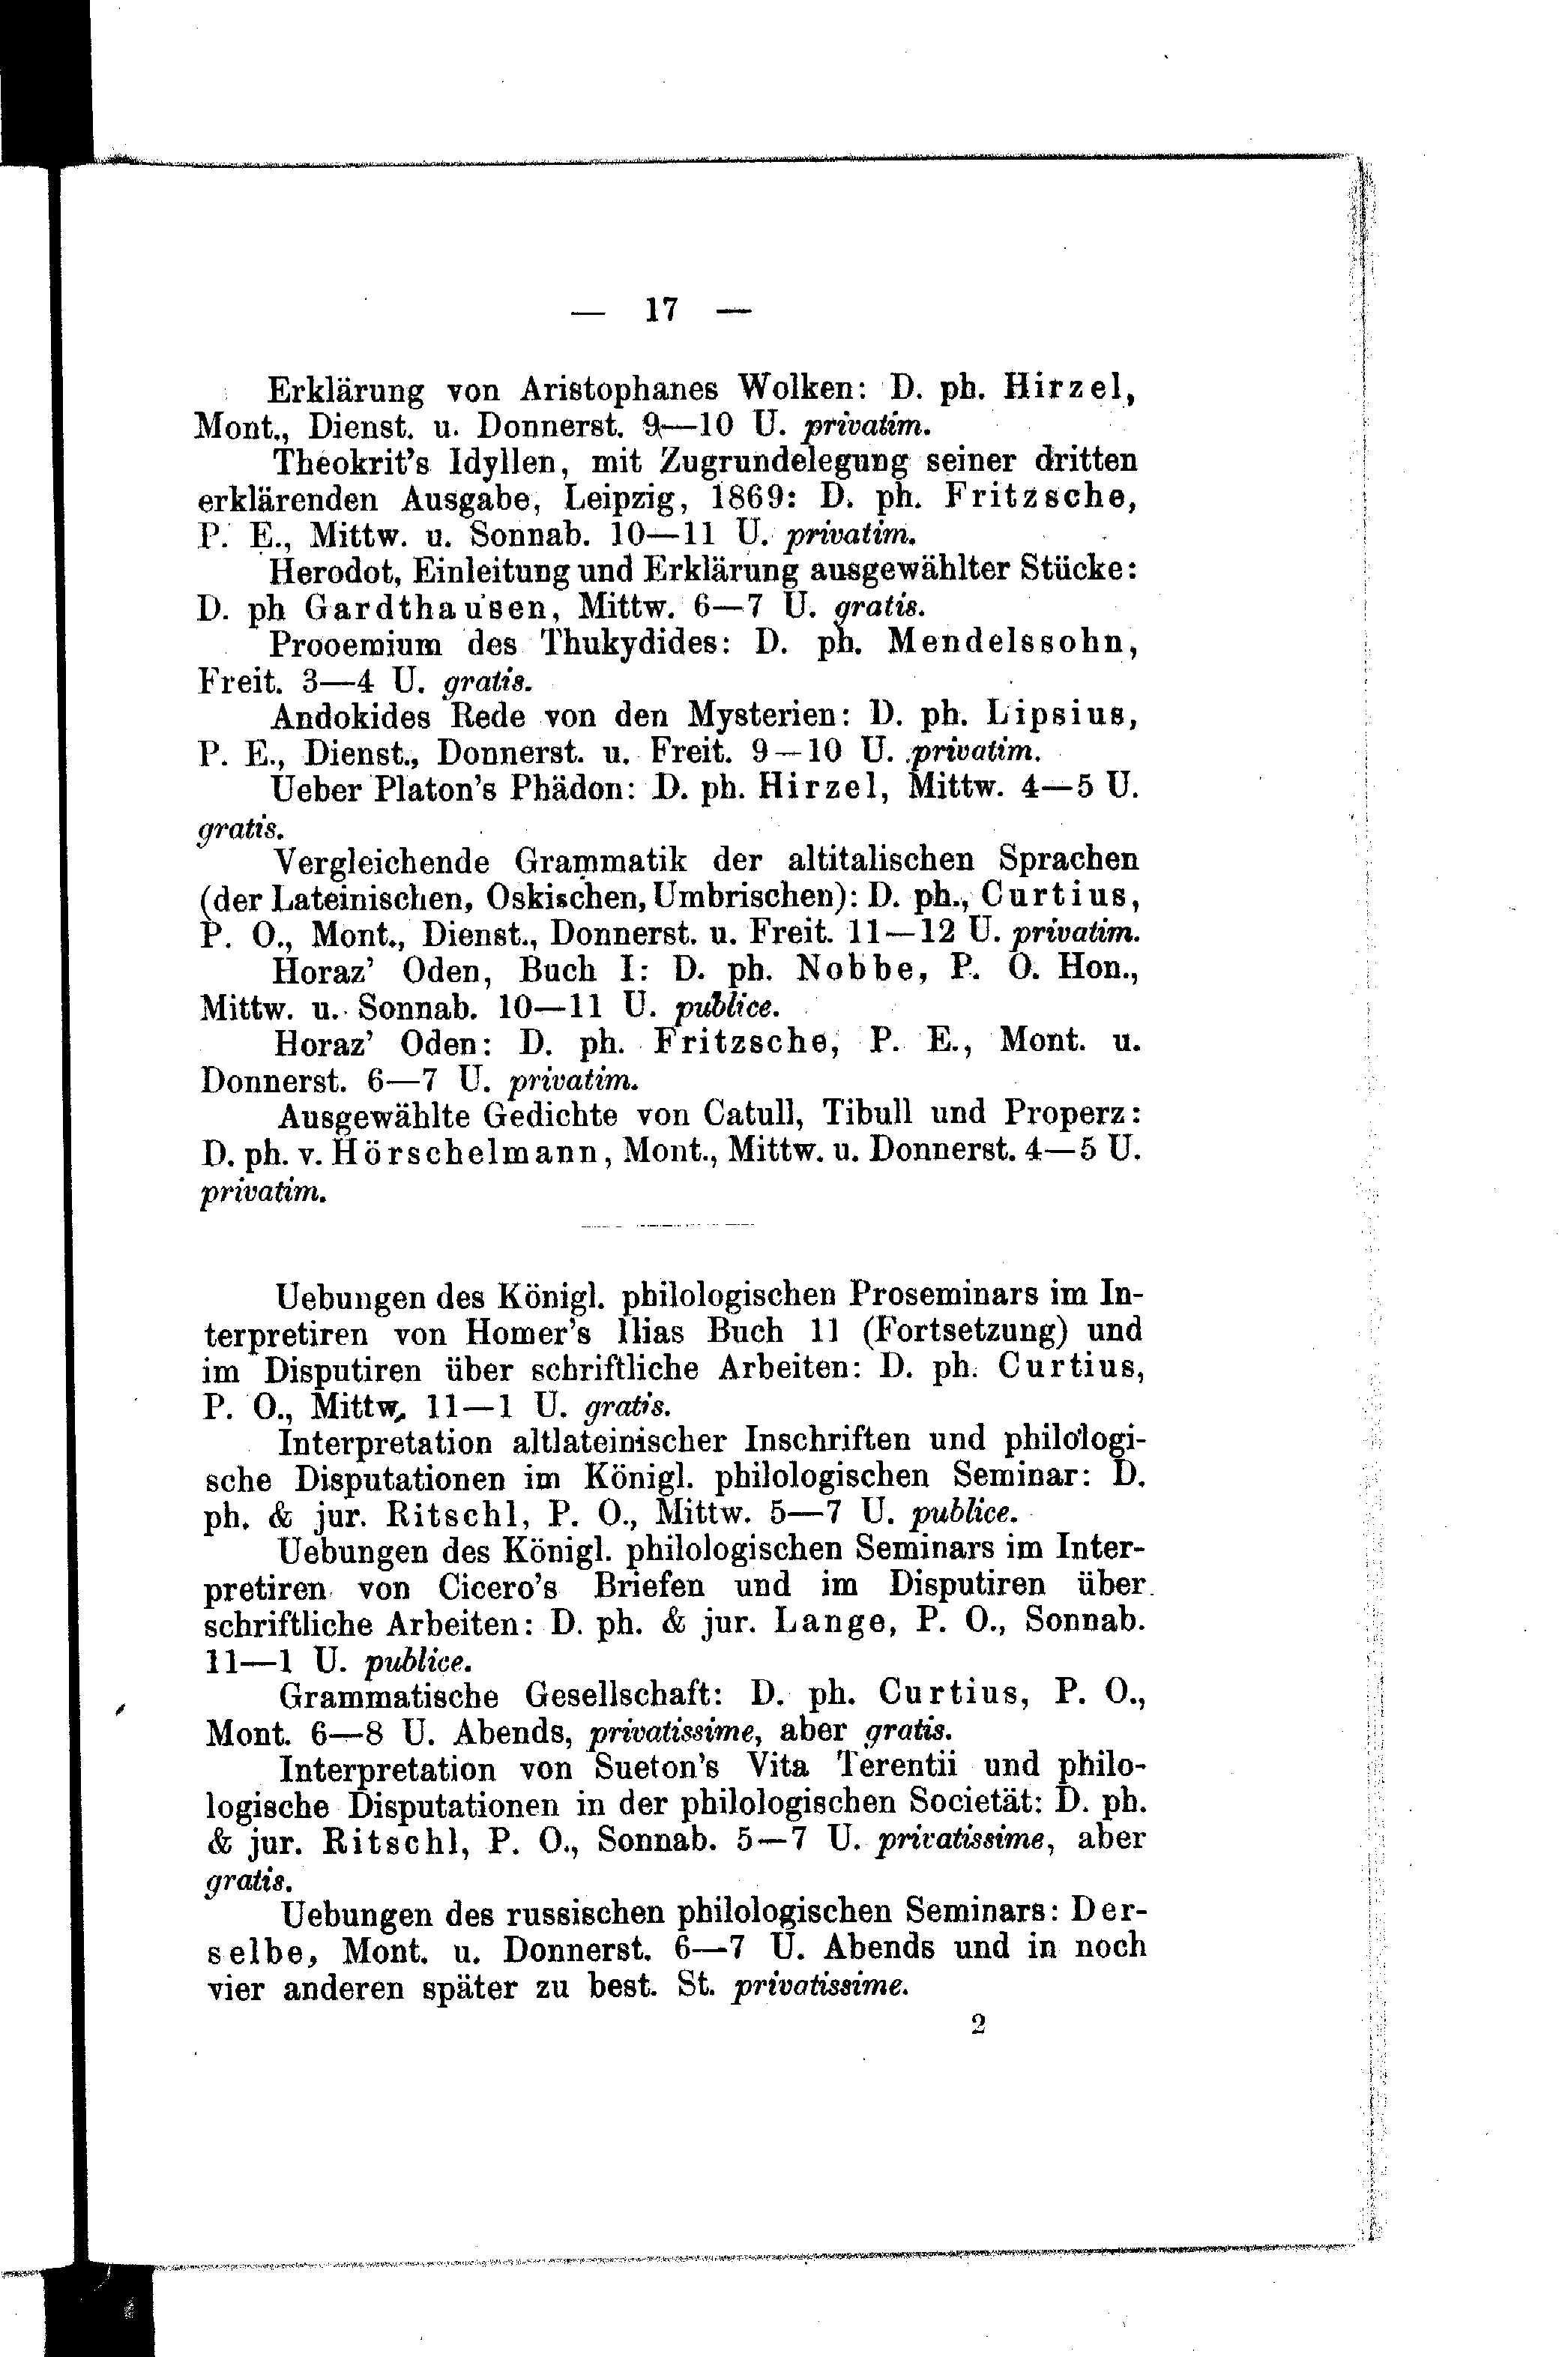 — 17 —
Erklärung von Aristophanes Wolken: D. ph. Hirzel,
Mont., Dienst. u. Donnerst. 9—10 U. privatim.
Theokrit's Idyllen, mit Zugrundelegung seiner dritten
erklärenden Ausgabe, Leipzig, 1869: D. ph. Fritzsche,
P. E., Mittw. u. Sonnab. 10—11 U. privatim.
Herodot, Einleitung und Erklärung ausgewählter Stücke:
D. ph Gardthausen, Mittw. 6—7 U. gratis.
Prooemium des Thukydides: D. ph. Mendelssohn,
Freit. 3—4 U. gratis.
Andokides Rede von den Mysterien: D. ph. Lipsius,
P. E., Dienst., Donnerst. u. Freit. 9—10 U. privatim.
Ueber Platon's Phädon: D. ph. Hirzel, Mittw. 4—5 U.
gratis.
Vergleichende Grammatik der altitalischen Sprachen
(der Lateinischen, Oskischen, Umbrischen): D. ph., Curtius,
P. O., Mont., Dienst., Donnerst. u. Freit. 11—12 U. privatim.
Horaz' Oden, Buch I: D. ph. Nobbe, P. O. Hon.,
Mittw. u. Sonnab. 10—11 U. publice.
Horaz' Oden: D. ph. Fritzsche, P. E., Mont. u.
Donnerst. 6—7 U. privatim.
Ausgewählte Gedichte von Catull, Tibull und Properz:
D. ph. v. Hörschelmann, Mont., Mittw. u. Donnerst. 4—5 U.
privatim.
Uebungen des Königl. philologischen Proseminars im In-
terpretiren von Homer's Ilias Buch 11 (Fortsetzung) und
im Disputiren über schriftliche Arbeiten: D. ph. Curtius,
P. O., Mittw. 11—1 U. gratis.
Interpretation altlateinischer Inschriften und philologi-
sche Disputationen im Königl. philologischen Seminar: D.
ph. & jur. Ritschl, P. O., Mittw. 5—7 U. publice.
Uebungen des Königl. philologischen Seminars im Inter-
pretiren von Cicero's Briefen und im Disputiren über
schriftliche Arbeiten: D. ph. & jur. Lange, P. O., Sonnab.
11—1 U. publice.
Grammatische Gesellschaft: D. ph. Curtius, P. O.,
Mont. 6—8 U. Abends, privatissime, aber gratis.
Interpretation von Sueton's Vita Terentii und philo-
logische Disputationen in der philologischen Societät: D. ph.
& jur. Ritschl, P. O., Sonnab. 5—7 U. privatissime, aber
gratis.
Uebungen des russischen philologischen Seminars: Der-
selbe, Mont. u. Donnerst. 6—7 U. Abends und in noch
vier anderen später zu best. St. privatissime.
2